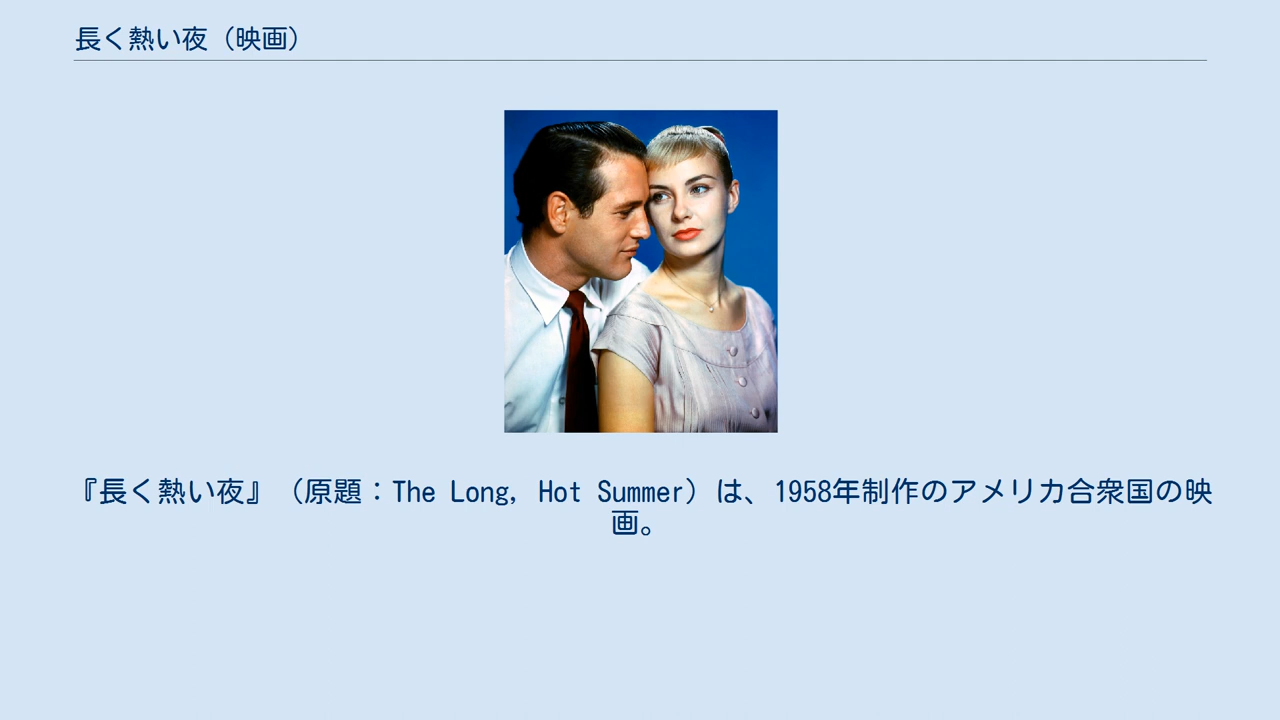 長く熱い夜（映画）
『長く熱い夜』（原題：The Long, Hot Summer）は、1958年制作のアメリカ合衆国の映
画。